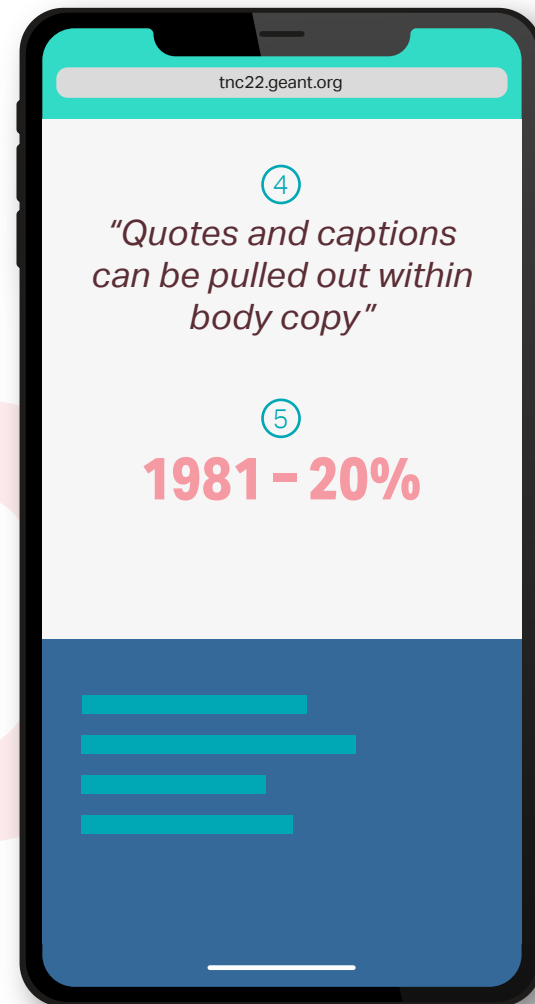 tnc22.geant.org
4
“Quotes and captions
can be pulled out within
body copy”
5
1981 – 20%